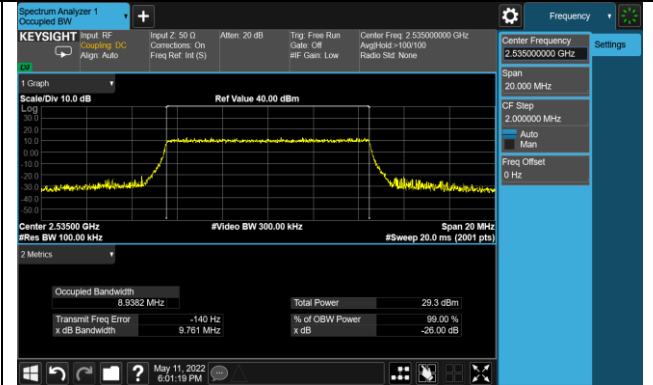 Spectrum Analyzer 1
Occupied BW
+
Frequency
KEYSIGHT
Input: RF
Coupling: DC
Align: Auto
Input Z: 50 Ω
Corrections: On
Freq Ref: Int (S)
Atten: 20 dB
Trig: Free Run
Gate: Off
#IF Gain: Low
Center Freq: 2.535000000 GHz
Avg|Hold:>100/100
Radio Std: None
Center Frequency
2.535000000 GHz
Settings
Span
20.000 MHz
CF Step
2.000000 MHz
Auto
Man
Freq Offset
0 Hz
1 Graph
Scale/Div 10.0 dB
Ref Value 40.00 dBm
Log
30.0
20.0
10.0
0.00
-10.0
-20.0
-30.0
-40.0
-50.0
Center 2.53500 GHz
#Video BW 300.00 kHz
Span 20 MHz
#Res BW 100.00 kHz
#Sweep 20.0 ms (2001 pts)
2 Metrics
Occupied Bandwidth
8.9382 MHz
Total Power
29.3 dBm
Transmit Freq Error
-140 Hz
% of OBW Power
99.00 %
x dB Bandwidth
9.761 MHz
x dB
-26.00 dB
?
May 11, 2022
6:01:19 PM